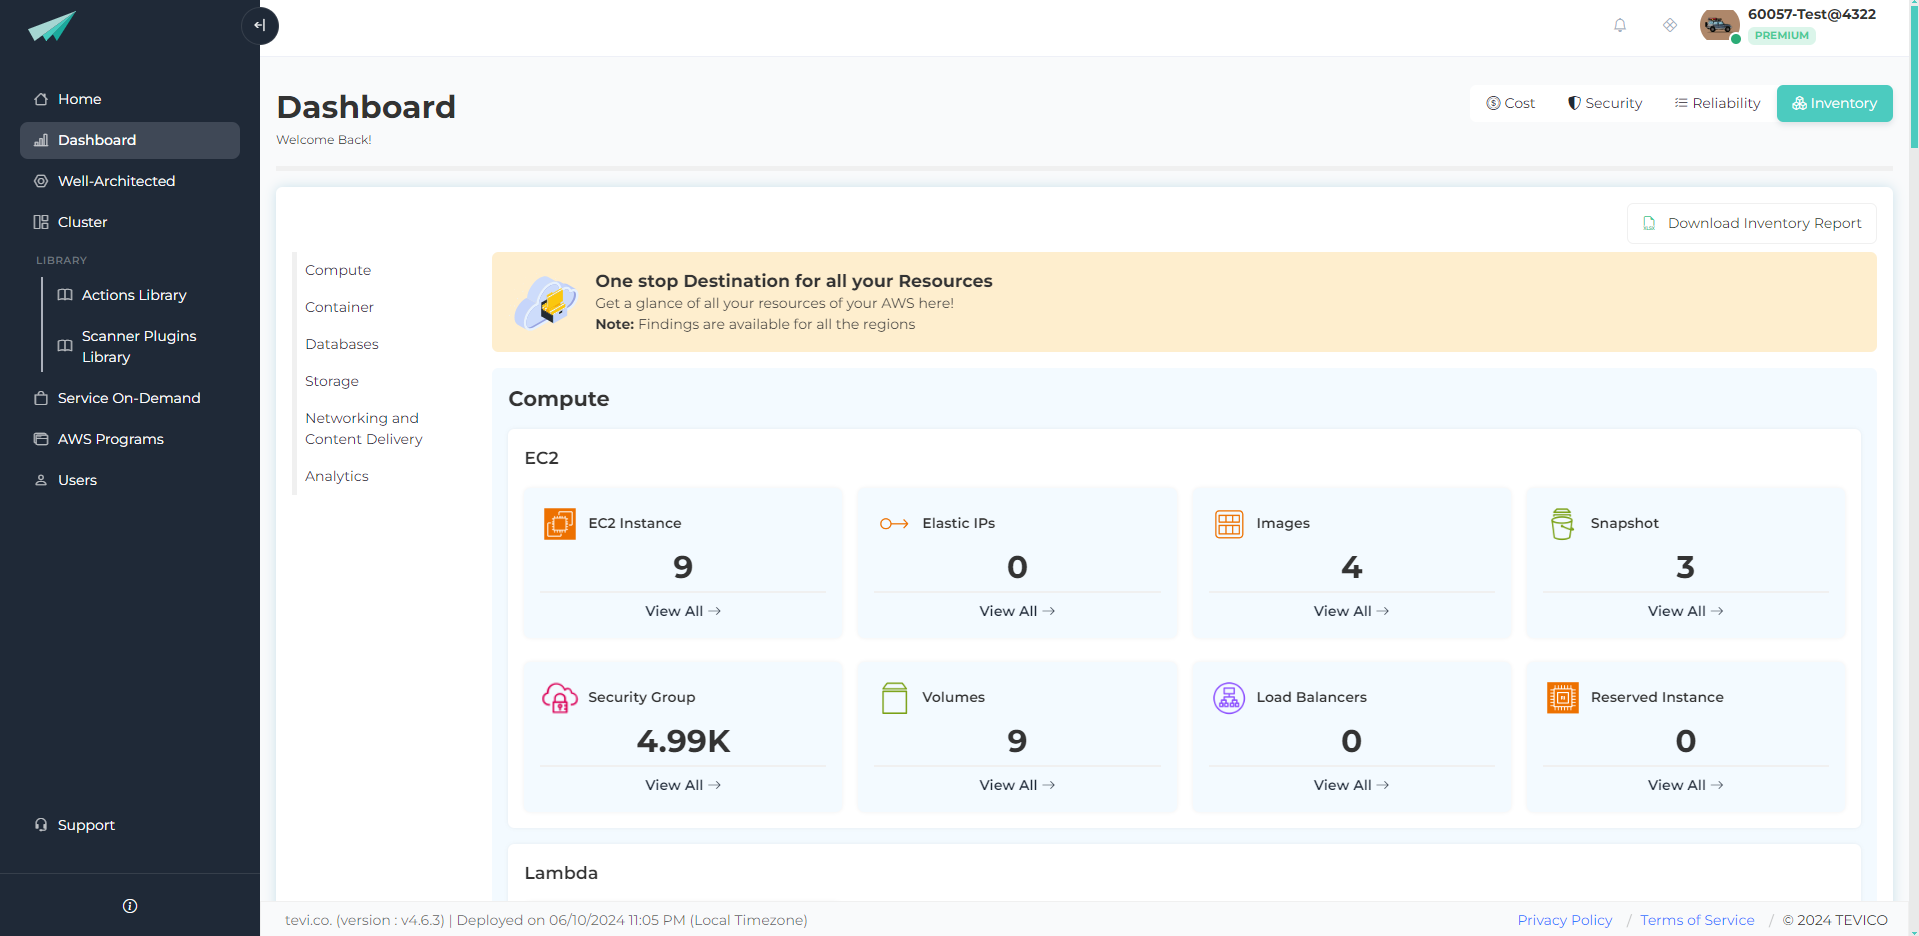 60057-Test@4322
PREMIUM
Home
Dashboard
Well-Architected
Cluster
LIBRARY
Actions Library
Scanner Plugins
Library
Service On-Demand
AWS Programs
Users
Support
Dashboard
Welcome Back!
Cost
Security
Reliability
Inventory
Download Inventory Report
Compute
Container
Databases
Storage
Networking and
Content Delivery
Analytics
One stop Destination for all your Resources
Get a glance of all your resources of your AWS here!
Note: Findings are available for all the regions
Compute
EC2
EC2 Instance
9
View All →
Elastic IPs
0
View All →
Images
4
View All →
Snapshot
3
View All →
Security Group
4.99K
View All →
Volumes
9
View All →
Load Balancers
0
View All →
Reserved Instance
0
View All →
Lambda
tevi.co. (version : v4.6.3) | Deployed on 06/10/2024 11:05 PM (Local Timezone)
Privacy Policy / Terms of Service / © 2024 TEVICO